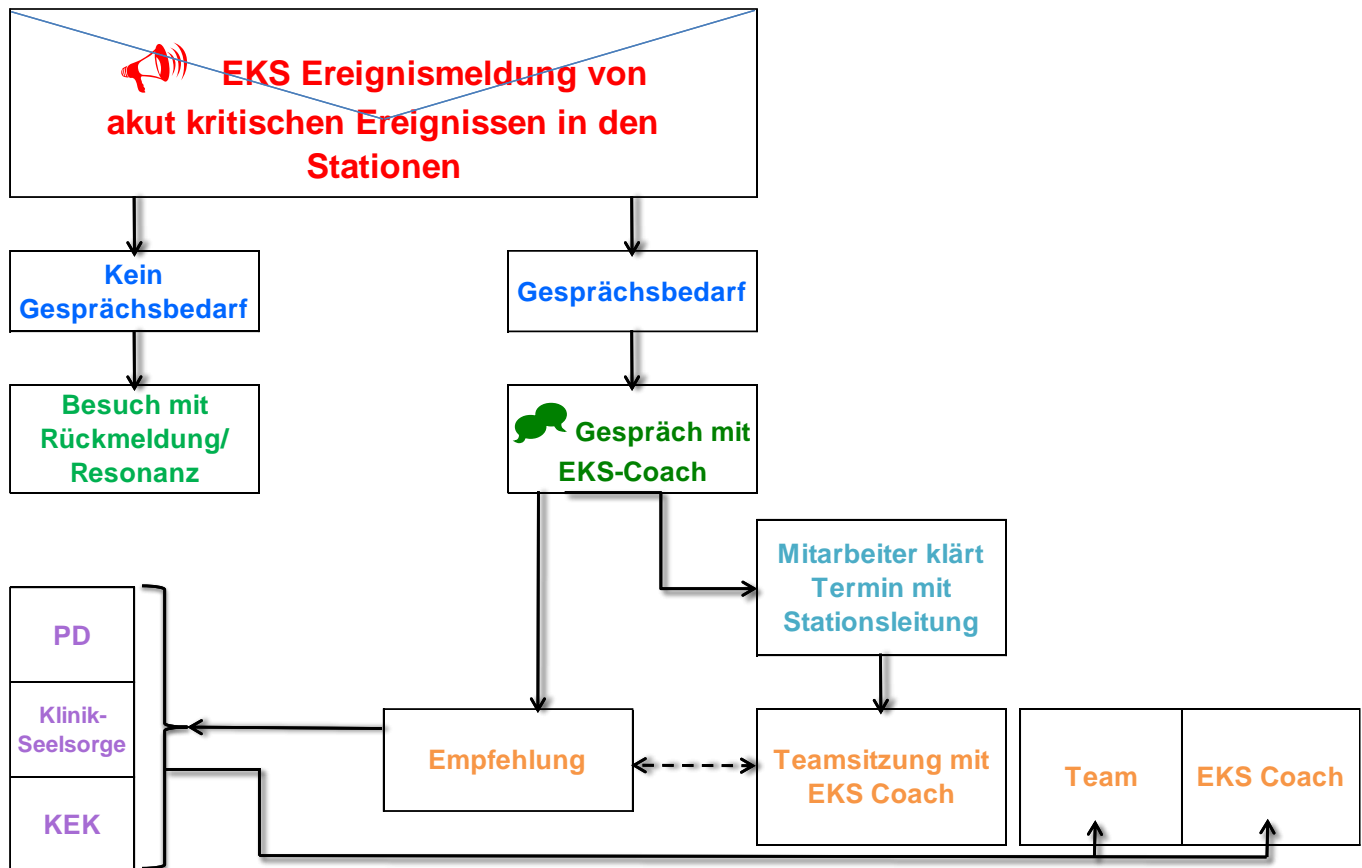 EKS Ereignismeldung von
akut kritischen Ereignissen in den
Stationen
Kein
Gesprächsbedarf
Gesprächsbedarf
Besuch mit
Rückmeldung/
Resonanz
Gespräch mit
EKS-Coach
Mitarbeiter klärt
Termin mit
Stationsleitung
PD
Klinik-
Seelsorge
KEK
Empfehlung
Teamsitzung mit
EKS Coach
Team
EKS Coach